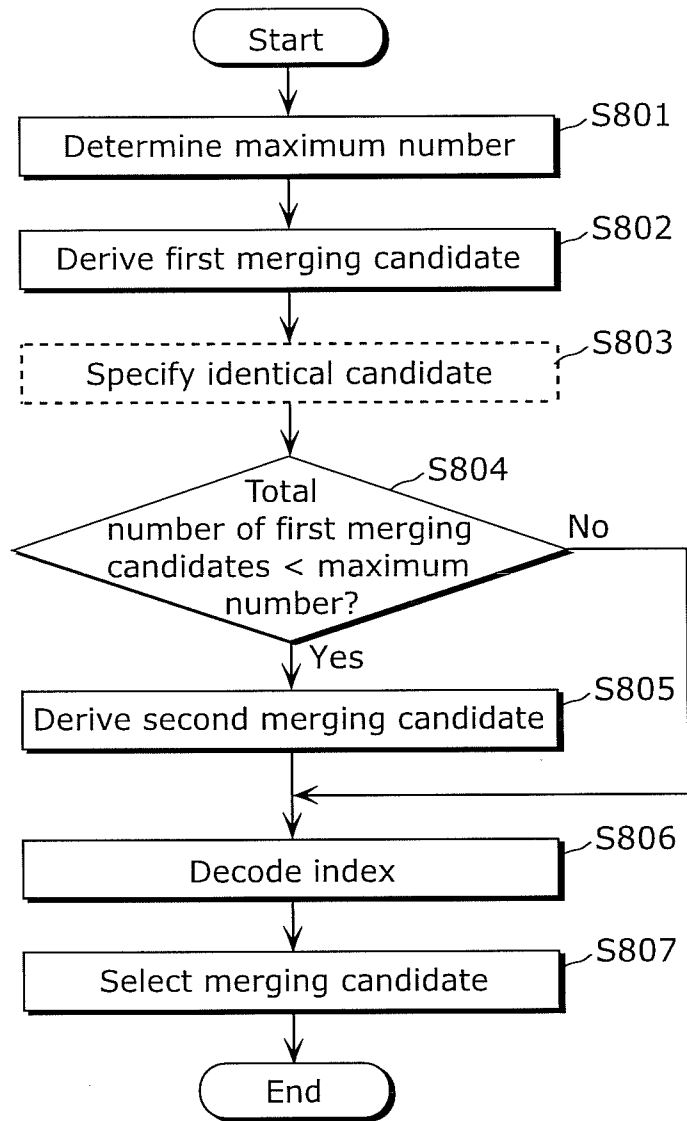 Start
S801
Determine maximum number
S802
Derive first merging candidate
S803
Specify identical candidate
S804
Total
number of first merging
candidates < maximum
number?
No
Yes
S805
Derive second merging candidate
S806
Decode index
S807
Select merging candidate
End